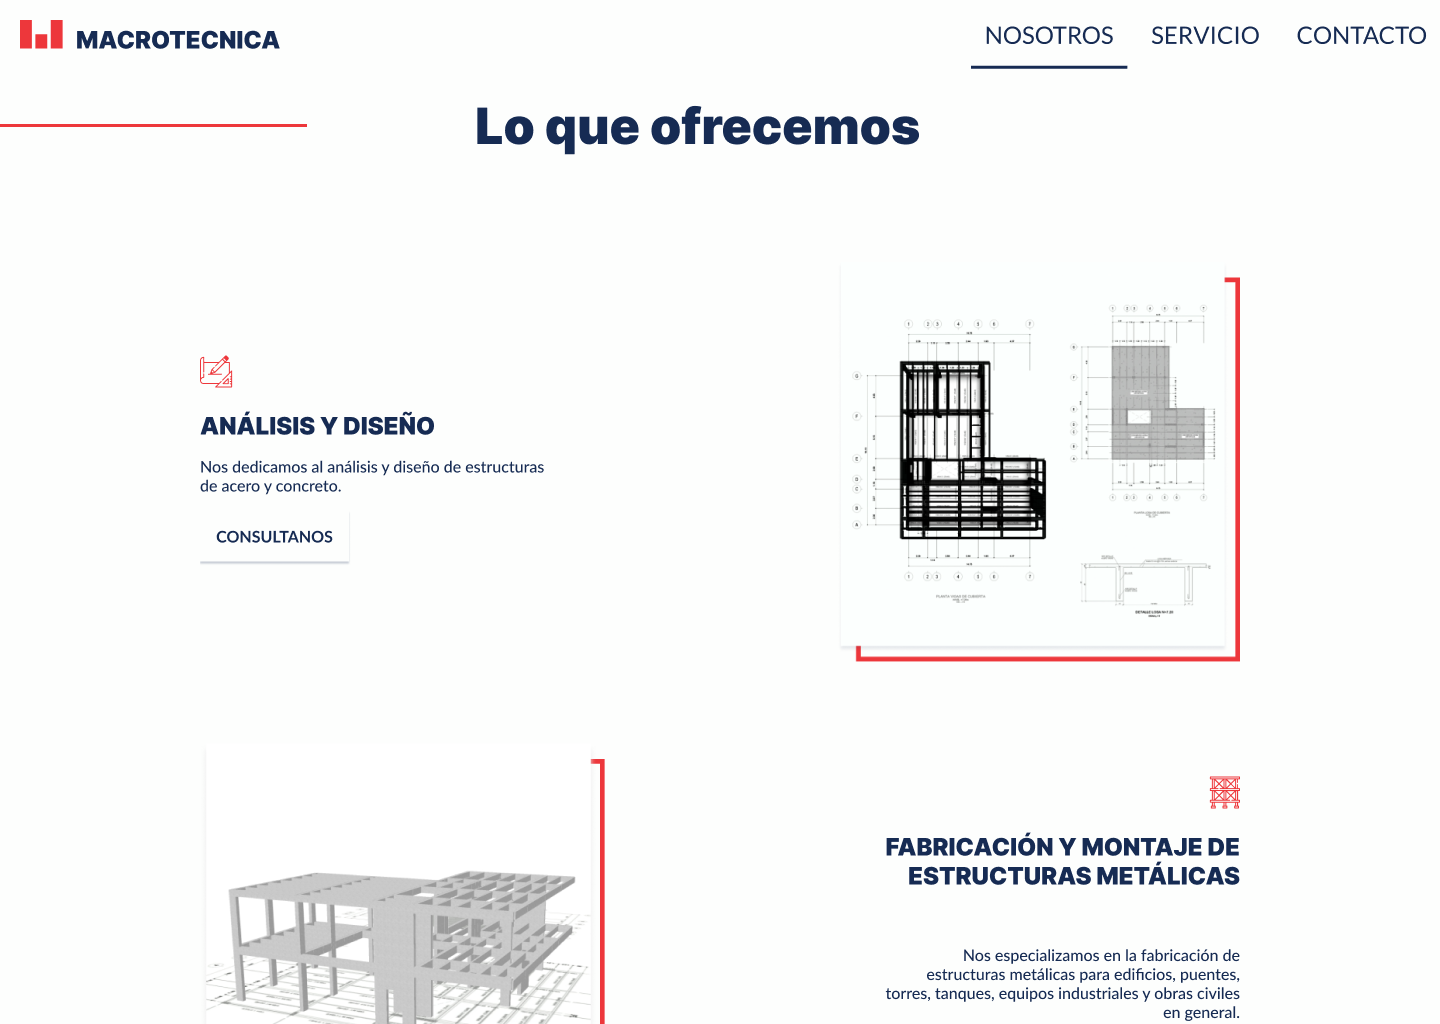 MACROTECNICA
NOSOTROS
SERVICIO
CONTACTO
Lo que ofrecemos
ANÁLISIS Y DISEÑO
Nos dedicamos al análisis y diseño de estructuras
de acero y concreto.
CONSULTANOS
FABRICACIÓN Y MONTAJE DE
ESTRUCTURAS METÁLICAS
Nos especializamos en la fabricación de
estructuras metálicas para edificios, puentes,
torres, tanques, equipos industriales y obras civiles
en general.